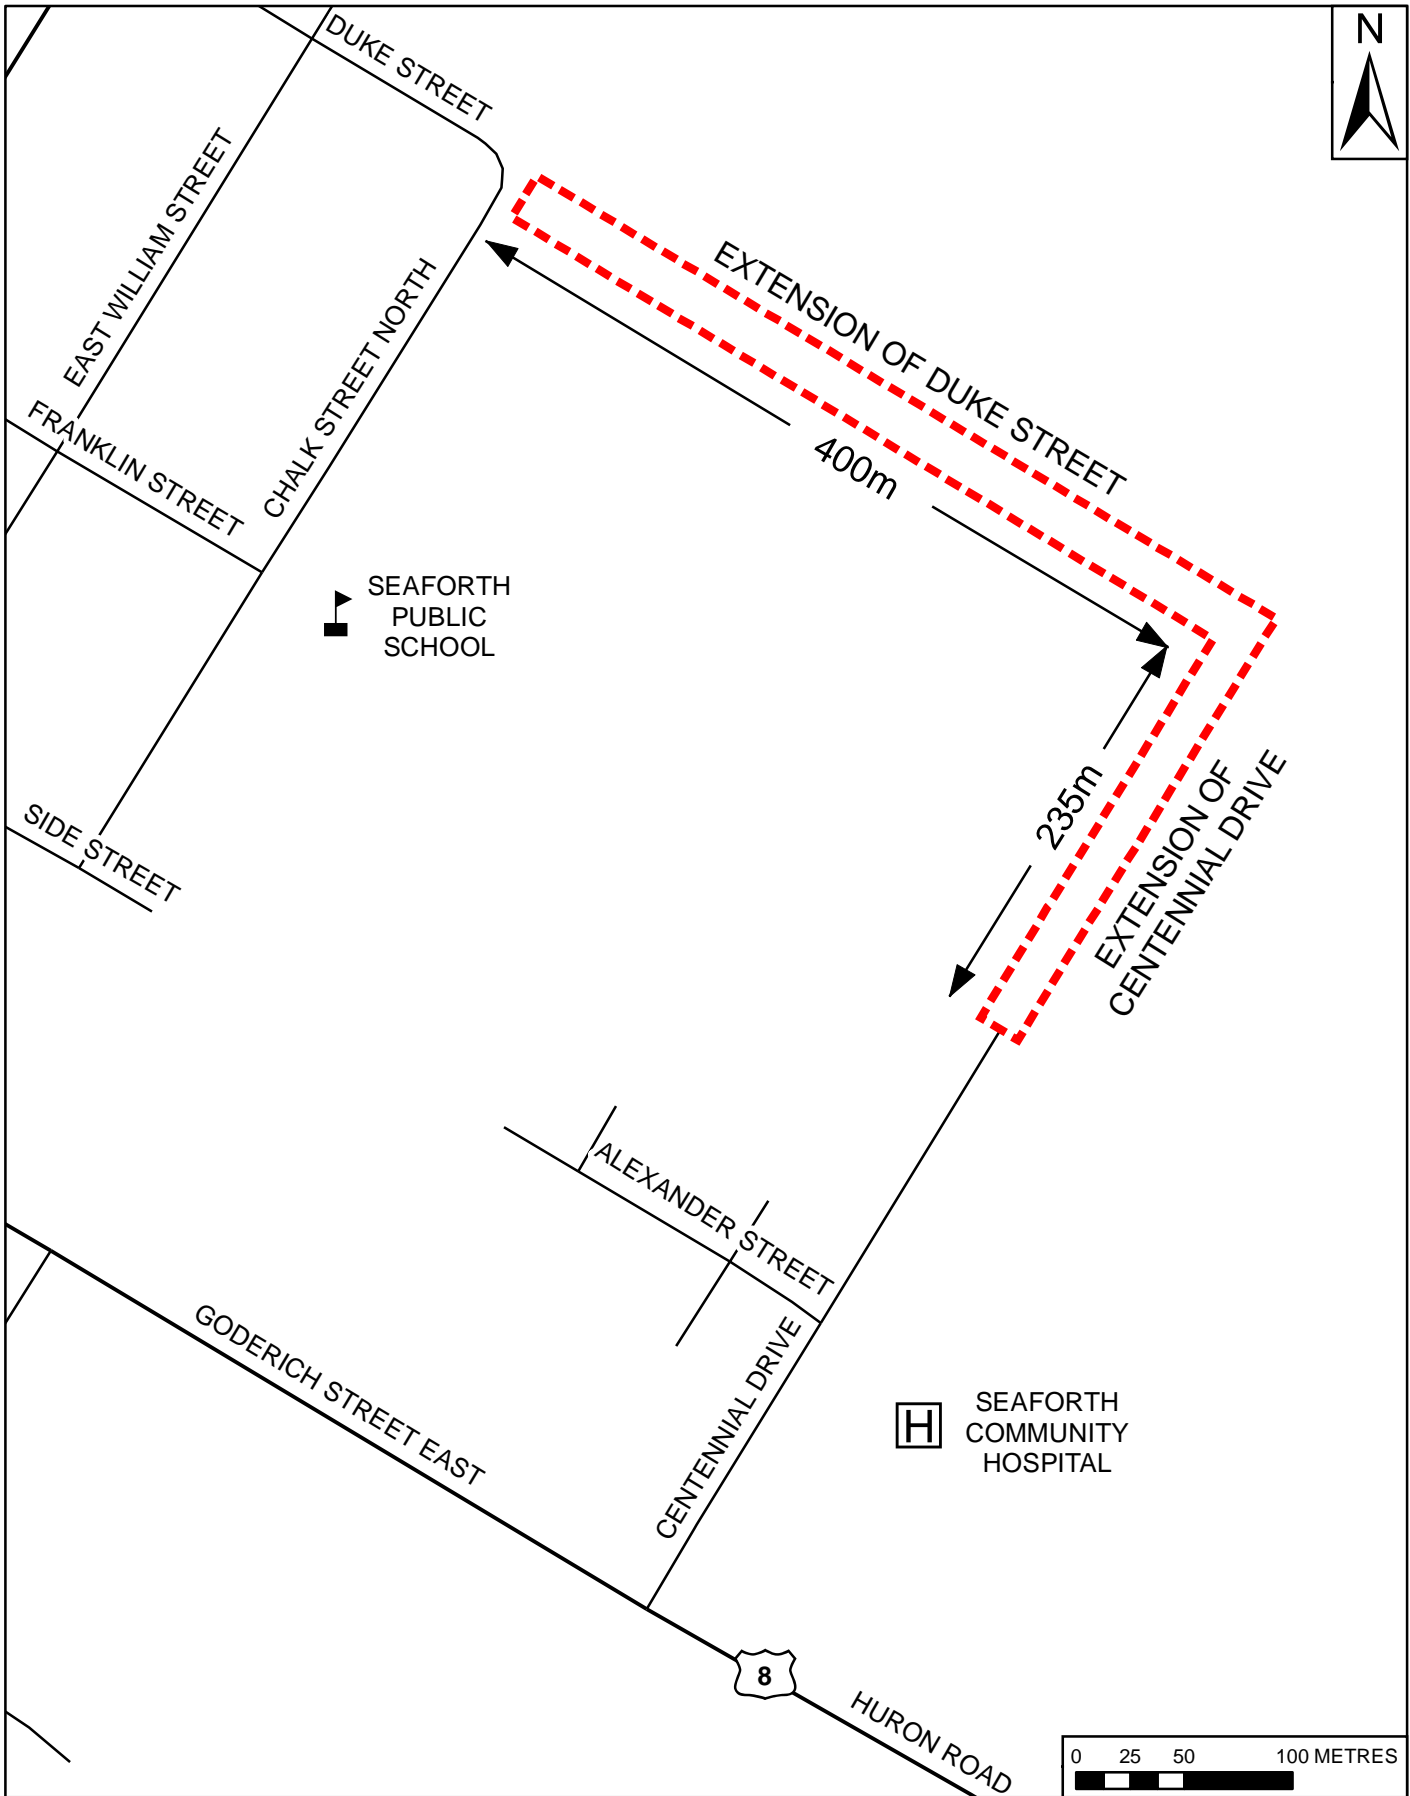 N
DUKE STREET
EAST WILLIAM STREET
EXTENSION OF DUKE STREET
CHALK STREET NORTH
FRANKLIN STREET
400m
SEAFORTH
PUBLIC
SCHOOL
235m
EXTENSION OF
CENTENNIAL DRIVE
SIDE STREET
ALEXANDER STREET
GODERICH STREET EAST
CENTENNIAL DRIVE
H
SEAFORTH
COMMUNITY
HOSPITAL
8
HURON ROAD
0 25 50 100 METRES